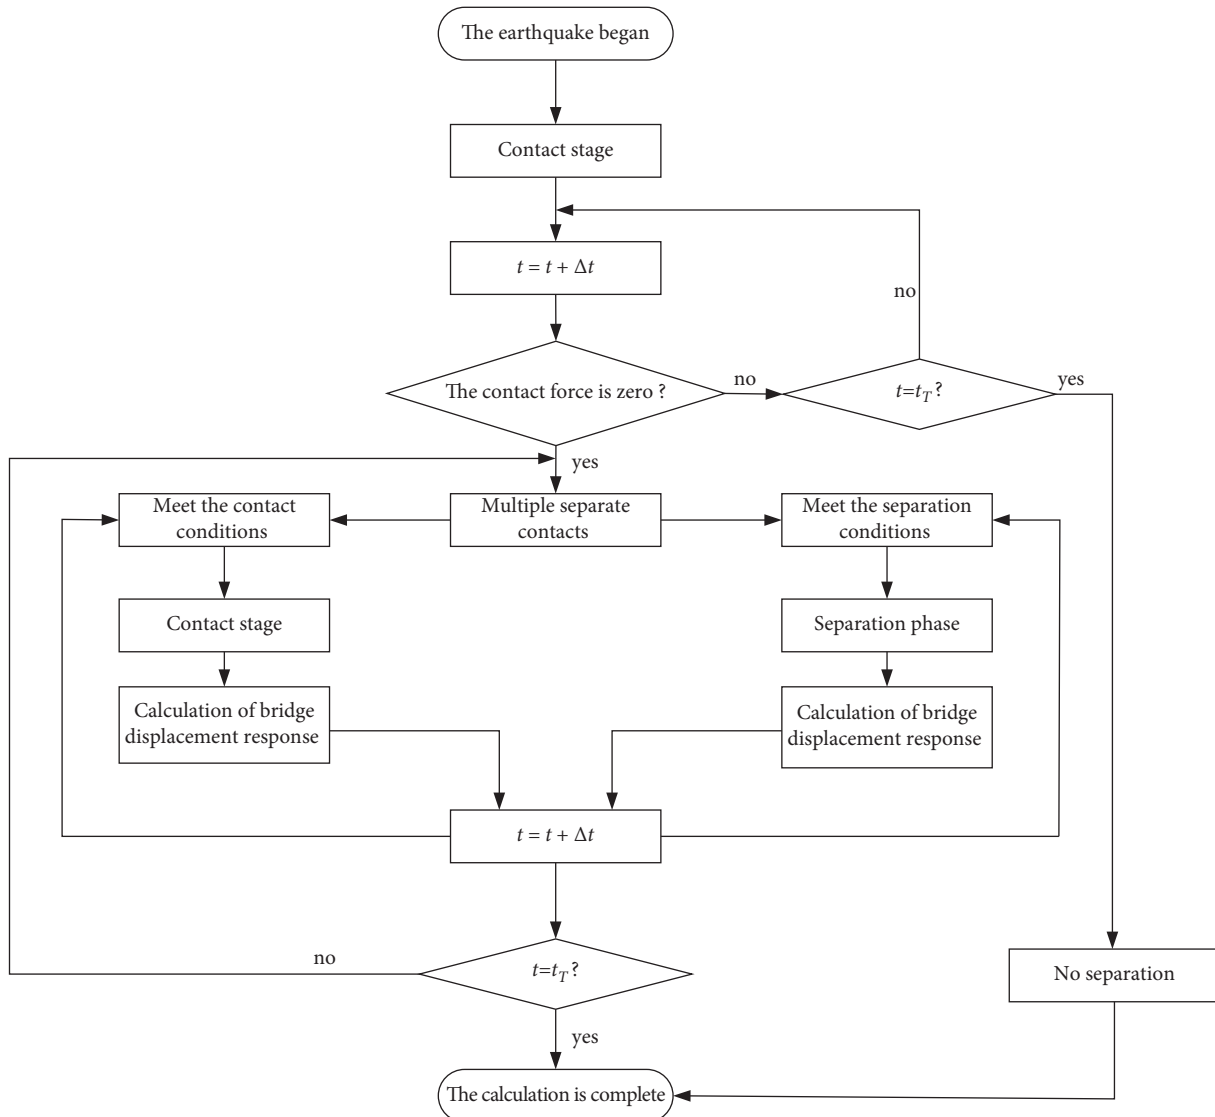 The earthquake began
Contact stage
t = t + Δt
no
The contact force is zero ?
no
t=t_T ?
yes
yes
Meet the contact
conditions
Multiple separate
contacts
Meet the separation
conditions
Contact stage
Separation phase
Calculation of bridge
displacement response
Calculation of bridge
displacement response
t = t + Δt
no
t=t_T ?
No separation
yes
The calculation is complete